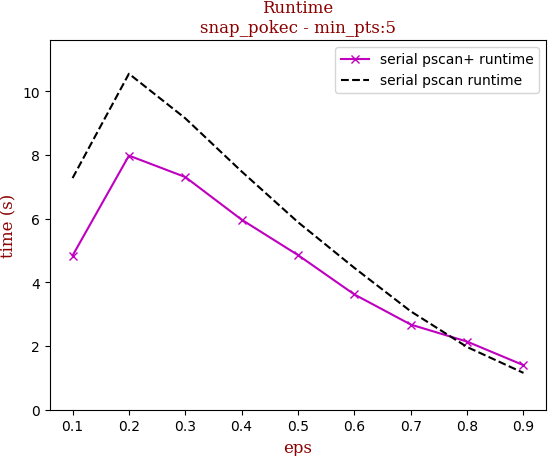 Runtime
snap_pokec - min_pts:5
serial pscan+ runtime
serial pscan runtime
time (s)
10
8
6
4
2
0
0.1 0.2 0.3 0.4 0.5 0.6 0.7 0.8 0.9
eps